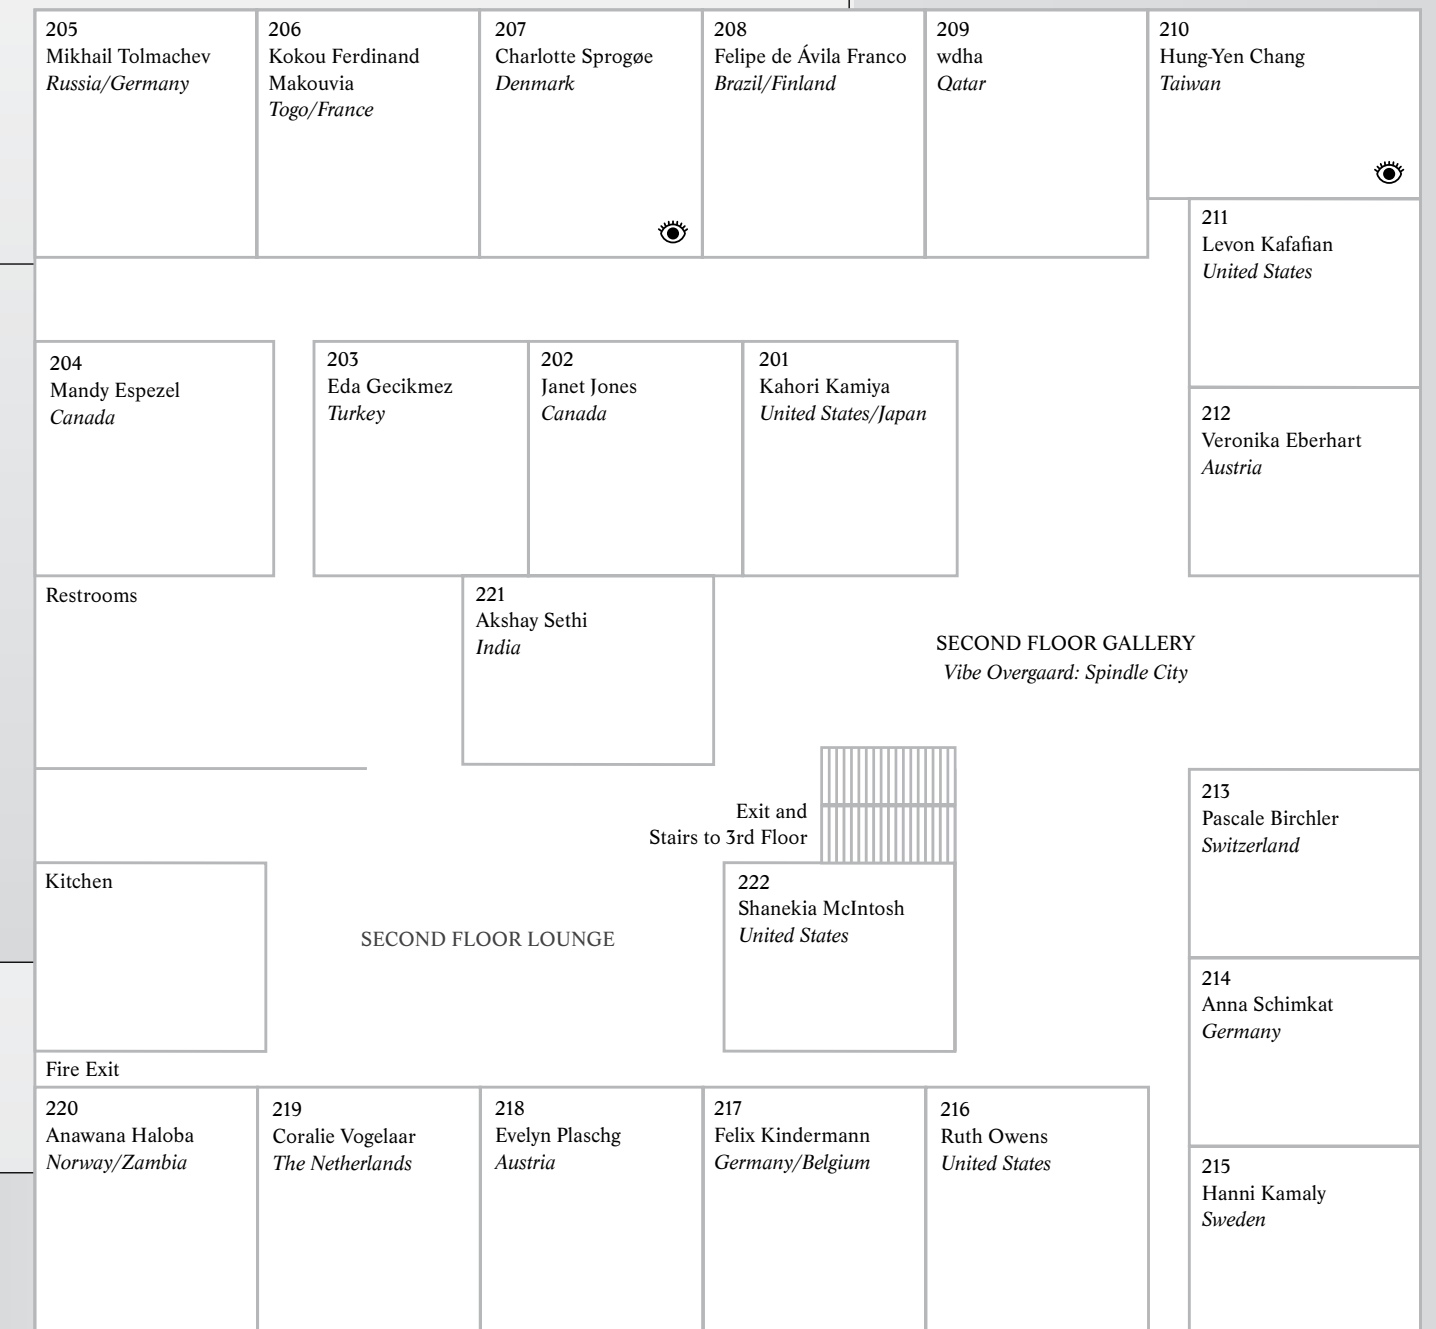 205
Mikhail Tolmachev
Russia/Germany
206
Kokou Ferdinand
Makouvia
Togo/France
207
Charlotte Sprogøe
Denmark
208
Felipe de Ávila Franco
Brazil/Finland
209
wdha
Qatar
210
Hung-Yen Chang
Taiwan
211
Levon Kafafian
United States
204
Mandy Espezel
Canada
203
Eda Gecikmez
Turkey
202
Janet Jones
Canada
201
Kahori Kamiya
United States/Japan
212
Veronika Eberhart
Austria
Restrooms
221
Akshay Sethi
India
SECOND FLOOR GALLERY
Vibe Overgaard: Spindle City
Exit and
Stairs to 3rd Floor
213
Pascale Birchler
Switzerland
Kitchen
SECOND FLOOR LOUNGE
222
Shanekia McIntosh
United States
214
Anna Schimkat
Germany
Fire Exit
220
Anawana Haloba
Norway/Zambia
219
Coralie Vogelaar
The Netherlands
218
Evelyn Plaschg
Austria
217
Felix Kindermann
Germany/Belgium
216
Ruth Owens
United States
215
Hanni Kamaly
Sweden